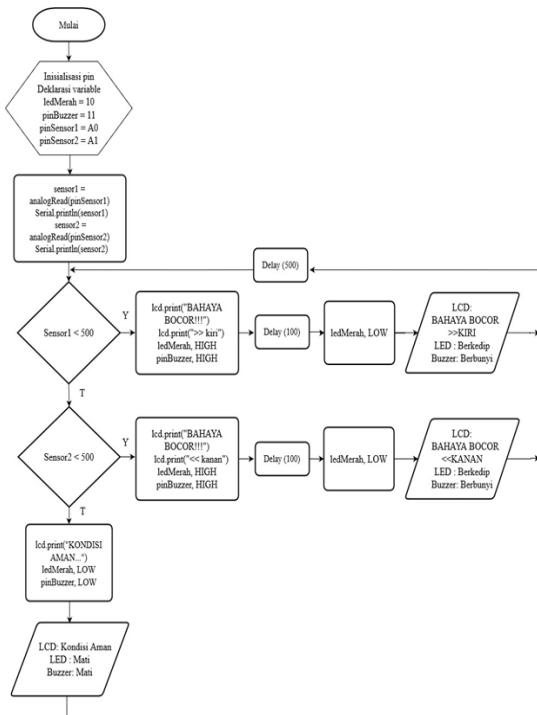 Mulai
Inisialisasi pin
Deklarasi variable
ledMerah = 10
pinBuzzer = 11
pinSensor1 = A0
pinSensor2 = A1
sensor1 =
analogRead(pinSensor1)
Serial.println(sensor1)
sensor2 =
analogRead(pinSensor2)
Serial.println(sensor2)
Delay (500)
Sensor1 < 500
Y
lcd.print("BAHAYA
BOCOR!!!")
lcd.print(">> kiri")
ledMerah, HIGH
pinBuzzer, HIGH
Delay (100)
ledMerah, LOW
LCD:
BAHAYA BOCOR
>>KIRI
LED : Berkedip
Buzzer: Berbunyi
T
Sensor2 < 500
Y
lcd.print("BAHAYA
BOCOR!!!")
lcd.print("<< kanan")
ledMerah, HIGH
pinBuzzer, HIGH
Delay (100)
ledMerah, LOW
LCD:
BAHAYA BOCOR
<<KANAN
LED : Berkedip
Buzzer: Berbunyi
T
lcd.print("KONDISI
AMAN...")
ledMerah, LOW
pinBuzzer, LOW
LCD: Kondisi Aman
LED : Mati
Buzzer: Mati